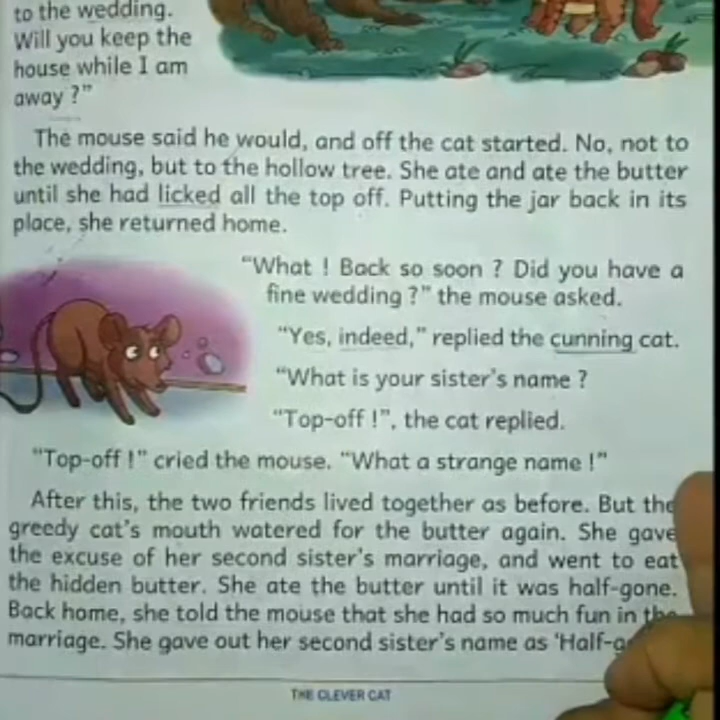 to the wedding.
Will you keep the
house while I am
away ?"
The mouse said he would, and off the cat started. No, not to
the wedding, but to the hollow tree. She ate and ate the butter
until she had licked all the top off. Putting the jar back in its
place, she returned home.
"What ! Back so soon ? Did you have a
fine wedding ?" the mouse asked.
"Yes, indeed," replied the cunning cat.
"What is your sister's name ?
"Top-off !", the cat replied.
"Top-off !" cried the mouse. "What a strange name !"
After this, the two friends lived together as before. But the
greedy cat's mouth watered for the butter again. She gave
the excuse of her second sister's marriage, and went to eat
the hidden butter. She ate the butter until it was half-gone.
Back home, she told the mouse that she had so much fun in the
marriage. She gave out her second sister's name as
THE CLEVER CAT